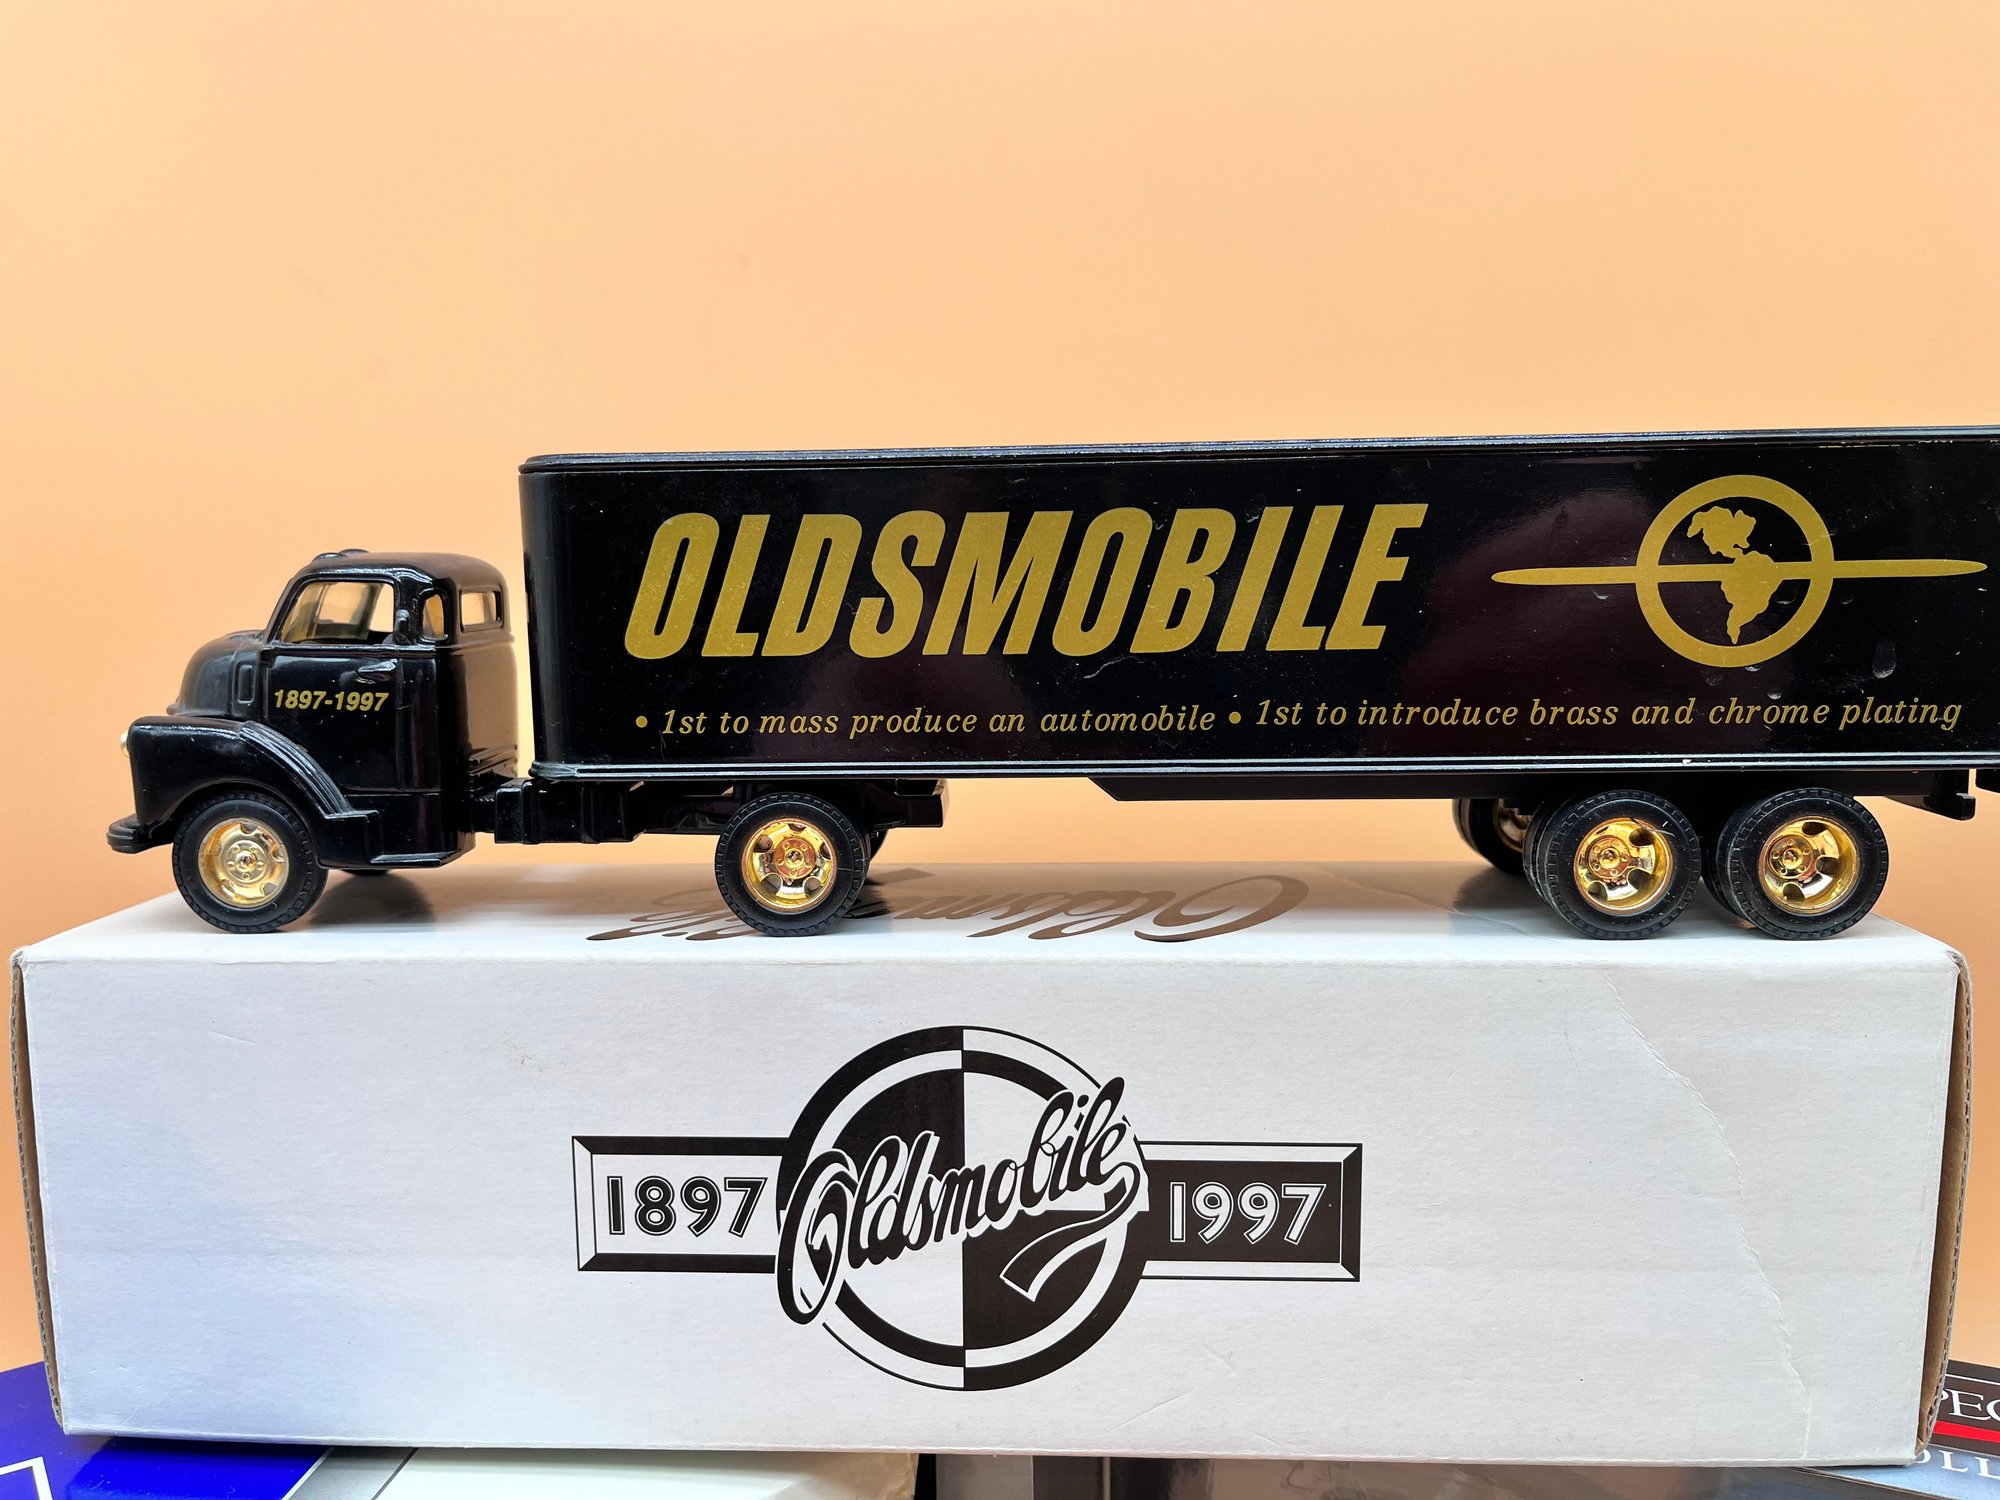 OLDSMOBILE
1897-1997
• 1st to mass produce an automobile • 1st to introduce brass and chrome plating
Oldsmobile
1897 Oldsmobile 1997